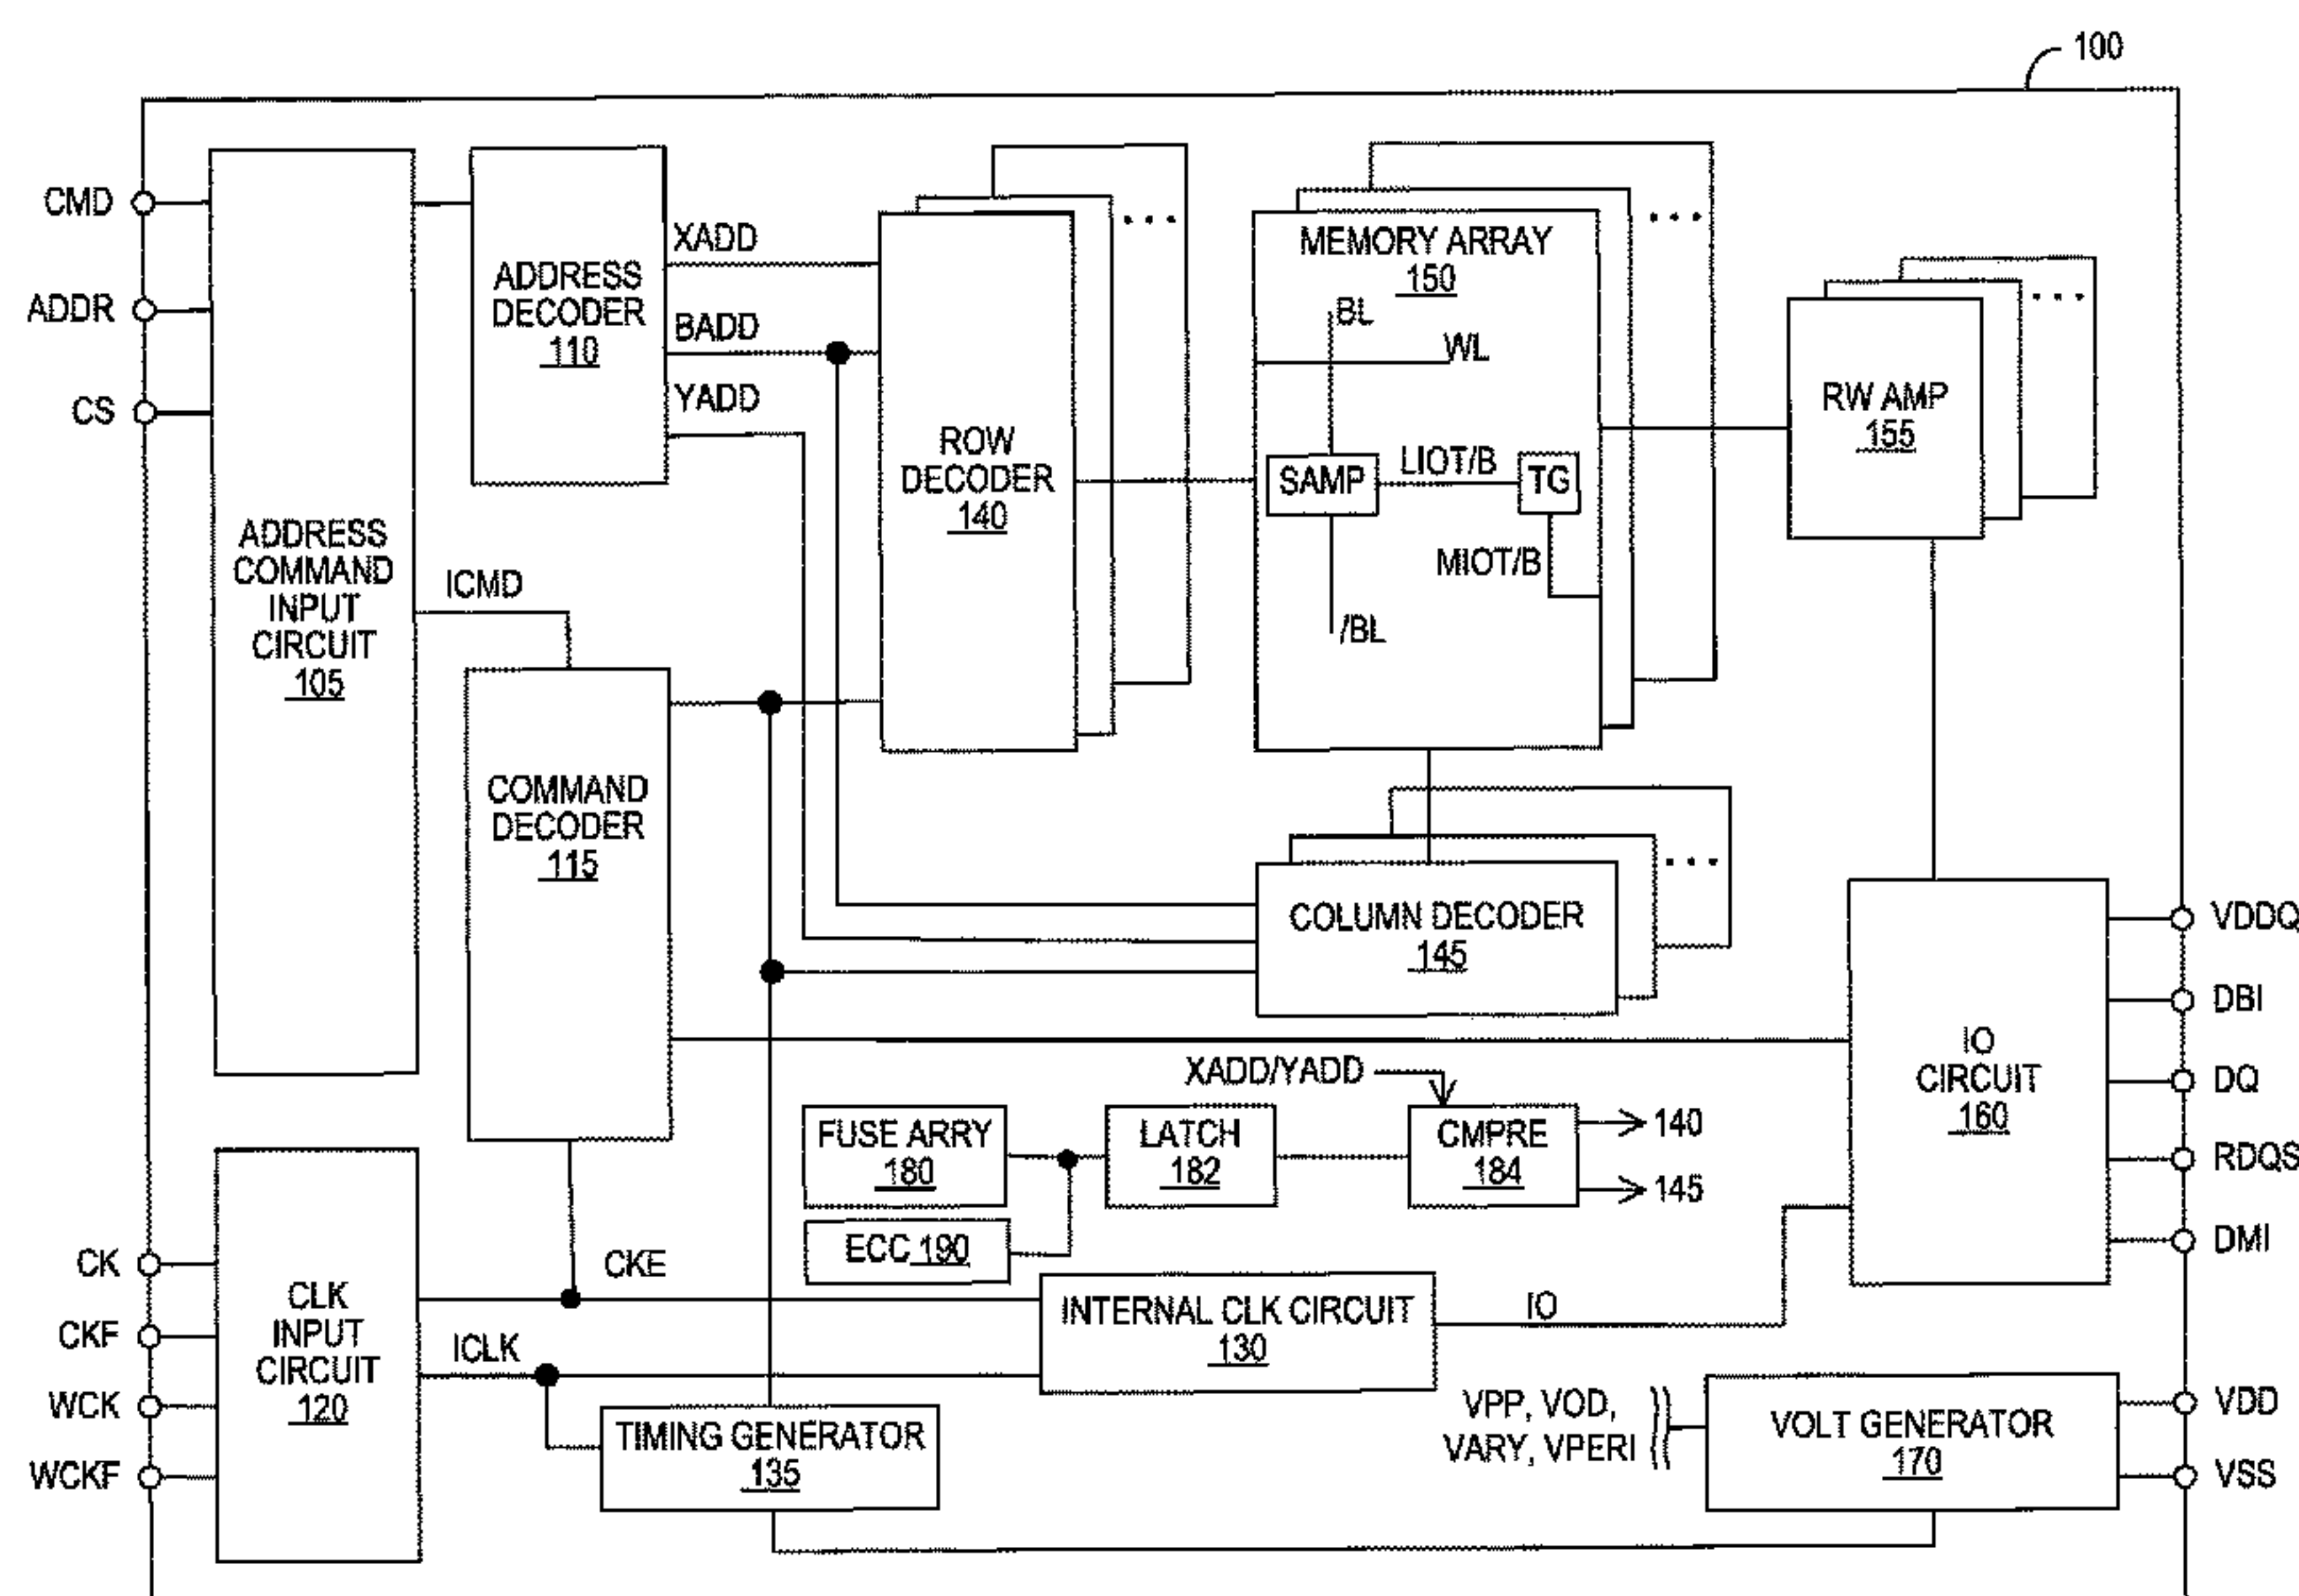 100
CMD
ADDR
CS
ADDRESS
COMMAND
INPUT
CIRCUIT
105
ADDRESS
DECODER
110
XADD
BADD
YADD
ICMD
COMMAND
DECODER
115
ROW
DECODER
140
...
MEMORY ARRAY
150
BL
WL
SAMP
LIOT/B
TG
MIOT/B
/BL
...
RW AMP
155
...
COLUMN DECODER
145
...
IO
CIRCUIT
160
VDDQ
DBI
DQ
RDQS
DMI
XADD/YADD
FUSE ARRY
180
LATCH
182
CMPRE
184
140
145
ECC 190
CK
CKF
WCK
WCKF
CLK
INPUT
CIRCUIT
120
CKE
ICLK
INTERNAL CLK CIRCUIT
130
IO
TIMING GENERATOR
135
VPP, VOD,
VARY, VPERI
VOLT GENERATOR
170
VDD
VSS